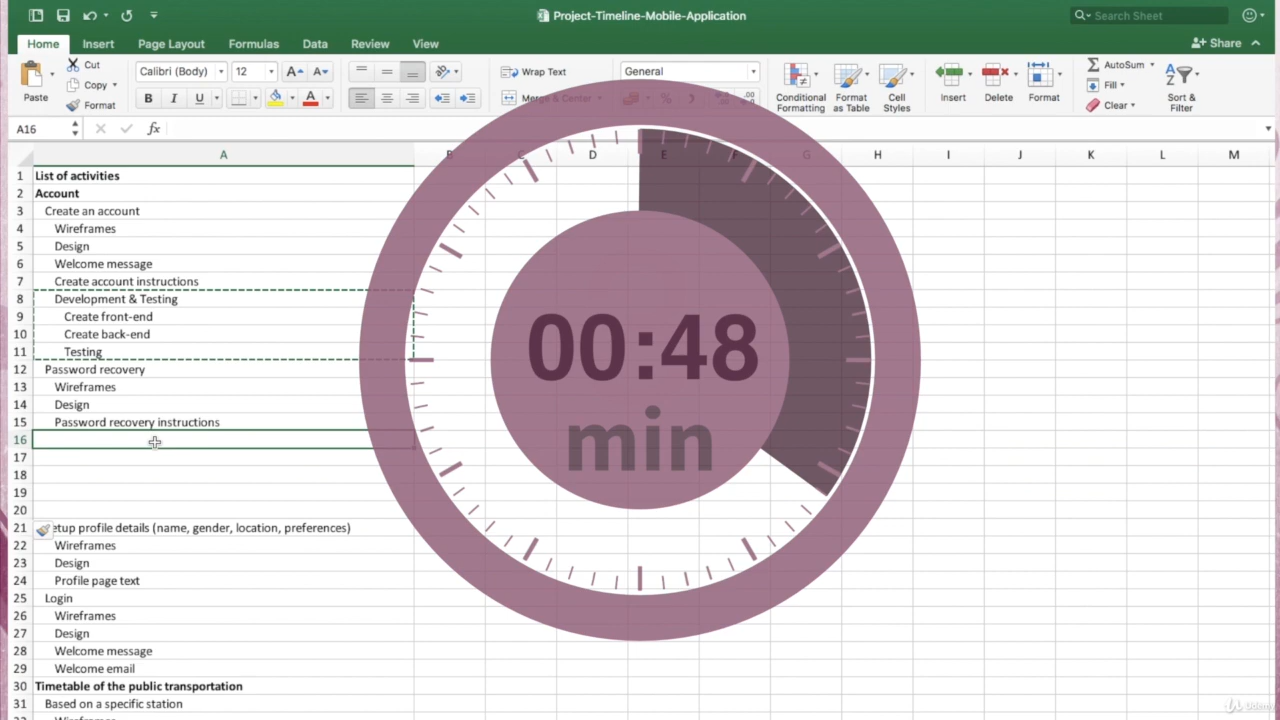 Project-Timeline-Mobile-Application
Search Sheet
Home Insert Page Layout Formulas Data Review View
Share
Paste
Cut
Copy
Format
Calibri (Body) 12
B I U
Wrap Text
Merge & Center
General
Conditional Formatting
Format as Table
Cell Styles
Insert
Delete
Format
AutoSum
Fill
Clear
Sort & Filter
A16
fx
A B C D E F G H I J K L M
1 List of activities
2 Account
3 Create an account
4 Wireframes
5 Design
6 Welcome message
7 Create account instructions
8 Development & Testing
9 Create front-end
10 Create back-end
11 Testing
12 Password recovery
13 Wireframes
14 Design
15 Password recovery instructions
16
17
18
19
20
21 etup profile details (name, gender, location, preferences)
22 Wireframes
23 Design
24 Profile page text
25 Login
26 Wireframes
27 Design
28 Welcome message
29 Welcome email
30 Timetable of the public transportation
31 Based on a specific station
32 Wireframes
00:48
min
Udemy